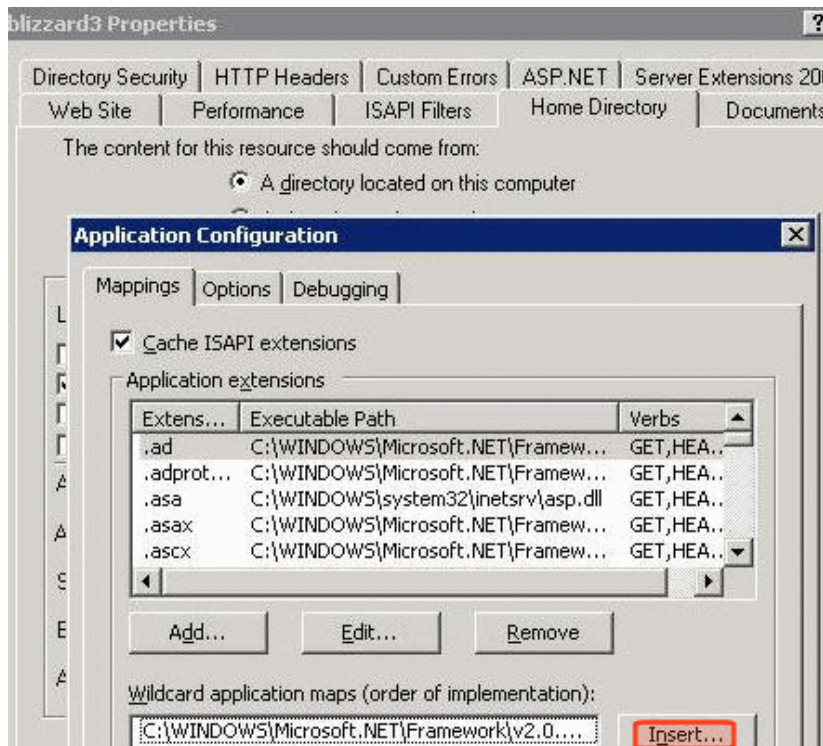 blizzard3 Properties ?
Directory Security HTTP Headers Custom Errors ASP.NET Server Extensions 20
Web Site Performance ISAPI Filters Home Directory Documents
The content for this resource should come from:
A directory located on this computer
Application Configuration
Mappings Options Debugging
Cache ISAPI extensions
Application extensions
Extens... Executable Path Verbs
.ad C:\WINDOWS\Microsoft.NET\Framew... GET,HEA...
.adprot... C:\WINDOWS\Microsoft.NET\Framew... GET,HEA...
.asa C:\WINDOWS\system32\inetsrv\asp.dll GET,HEA...
.asax C:\WINDOWS\Microsoft.NET\Framew... GET,HEA...
.ascx C:\WINDOWS\Microsoft.NET\Framew... GET,HEA...
Add... Edit... Remove
Wildcard application maps (order of implementation):
C:\WINDOWS\Microsoft.NET\Framework\v2.0.... Insert...